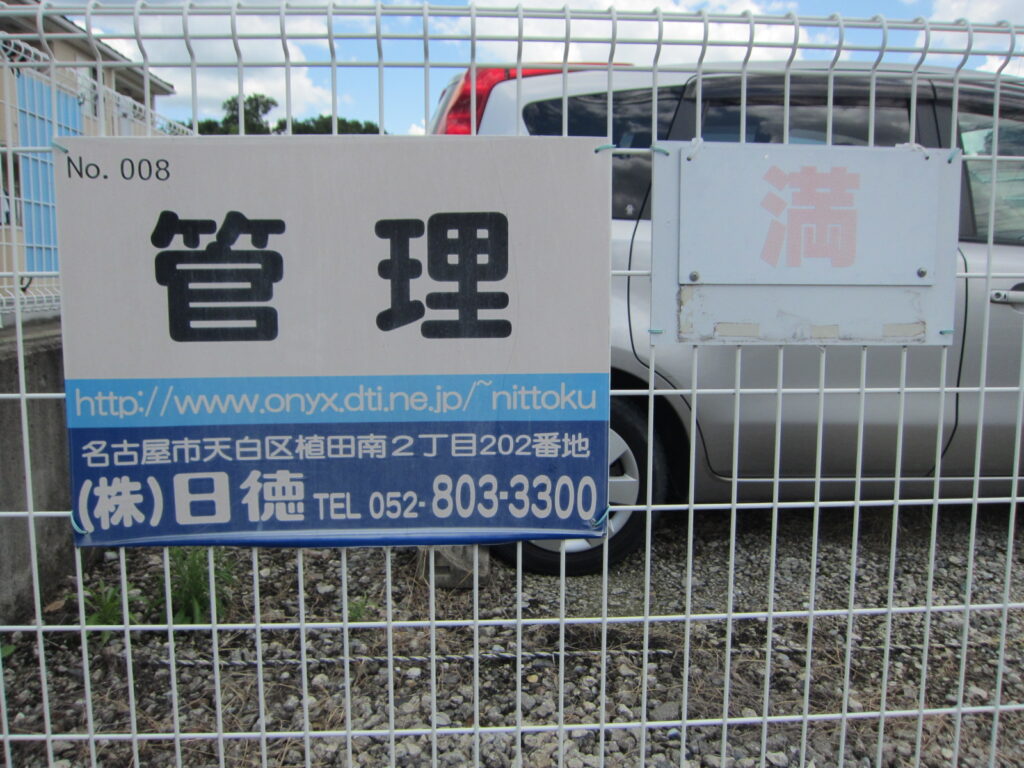 No. 008
管理
http://www.onyx.dti.ne.jp/~nittoku
名古屋市天白区植田南2丁目202番地
(株)日徳 TEL 052-803-3300
満